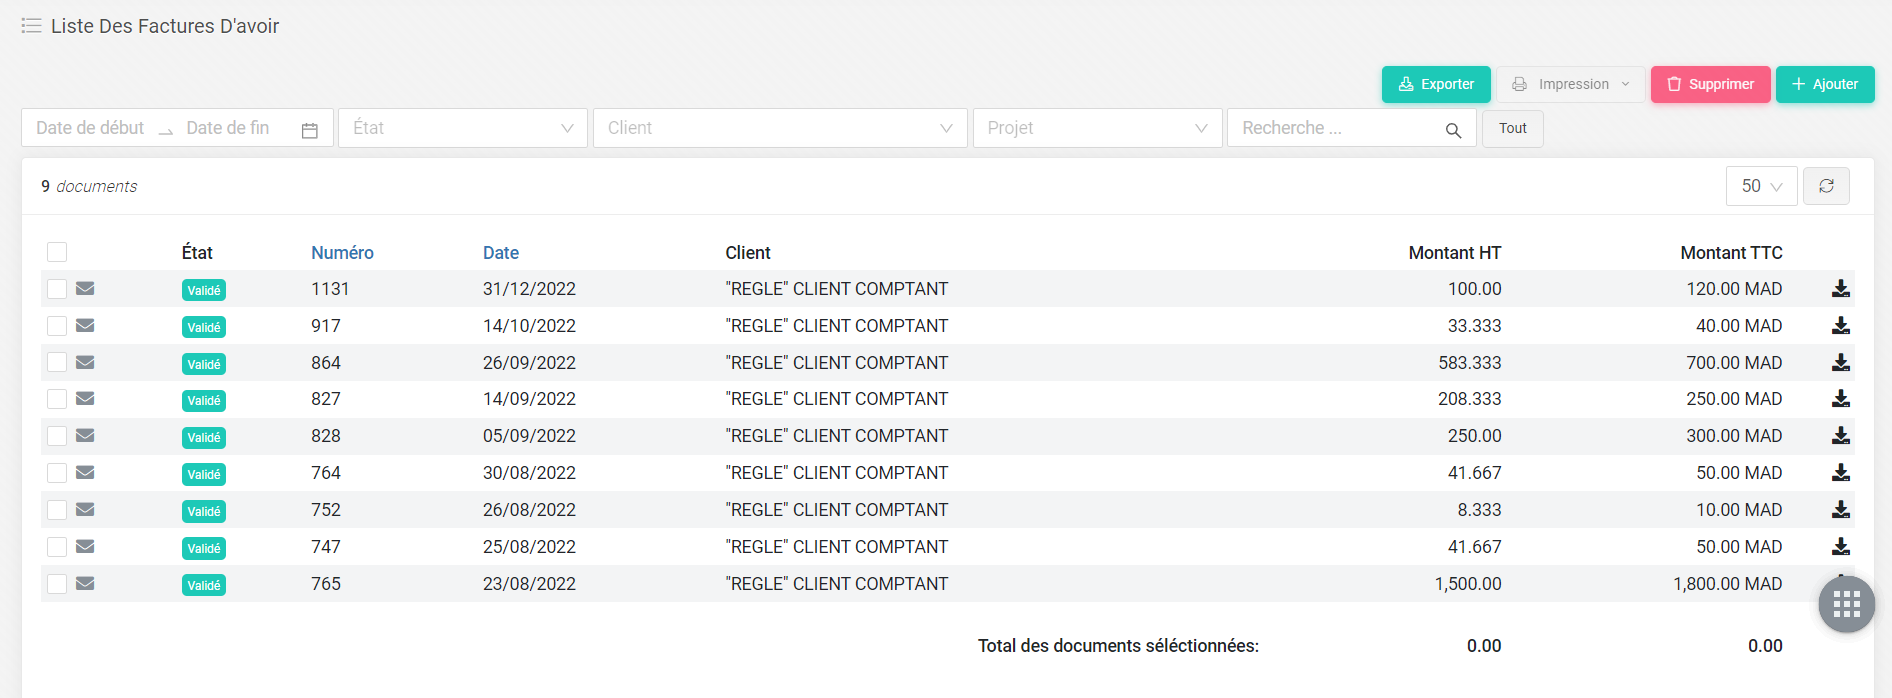 Liste Des Factures D'avoir
Exporter Impression Supprimer Ajouter
Date de début Date de fin État Client Projet Recherche ... Tout
9 documents 50
État Numéro Date Client Montant HT Montant TTC
Validé 1131 31/12/2022 "REGLE" CLIENT COMPTANT 100.00 120.00 MAD
Validé 917 14/10/2022 "REGLE" CLIENT COMPTANT 33.333 40.00 MAD
Validé 864 26/09/2022 "REGLE" CLIENT COMPTANT 583.333 700.00 MAD
Validé 827 14/09/2022 "REGLE" CLIENT COMPTANT 208.333 250.00 MAD
Validé 828 05/09/2022 "REGLE" CLIENT COMPTANT 250.00 300.00 MAD
Validé 764 30/08/2022 "REGLE" CLIENT COMPTANT 41.667 50.00 MAD
Validé 752 26/08/2022 "REGLE" CLIENT COMPTANT 8.333 10.00 MAD
Validé 747 25/08/2022 "REGLE" CLIENT COMPTANT 41.667 50.00 MAD
Validé 765 23/08/2022 "REGLE" CLIENT COMPTANT 1,500.00 1,800.00 MAD
Total des documents séléctionnées: 0.00 0.00